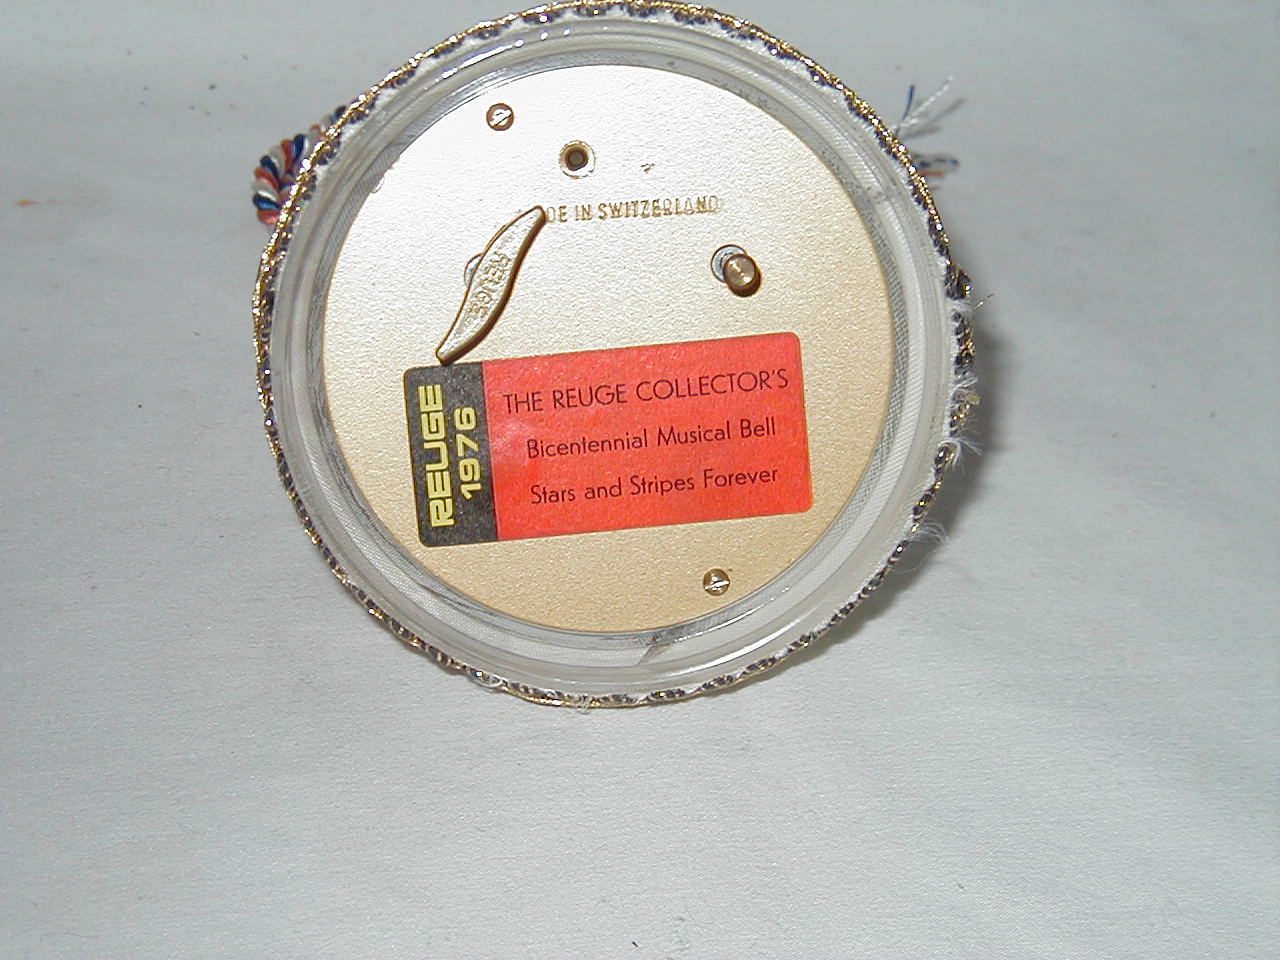 DE IN SWITZERLAND
REUGE
REUGE
1976
THE REUGE COLLECTOR'S
Bicentennial Musical Bell
Stars and Stripes Forever